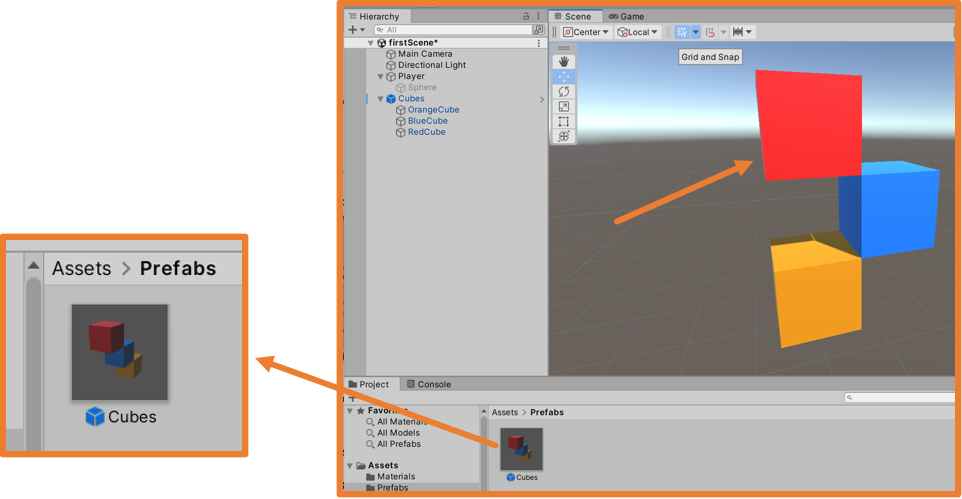 Hierarchy
All
firstScene*
Main Camera
Directional Light
Player
Sphere
Cubes
OrangeCube
BlueCube
RedCube
Scene
Game
Center
Local
Grid and Snap
Project
Console
Favor
All Materials
All Models
All Prefabs
Assets
Materials
Prefabs
Assets > Prefabs
Cubes
Assets > Prefabs
Cubes